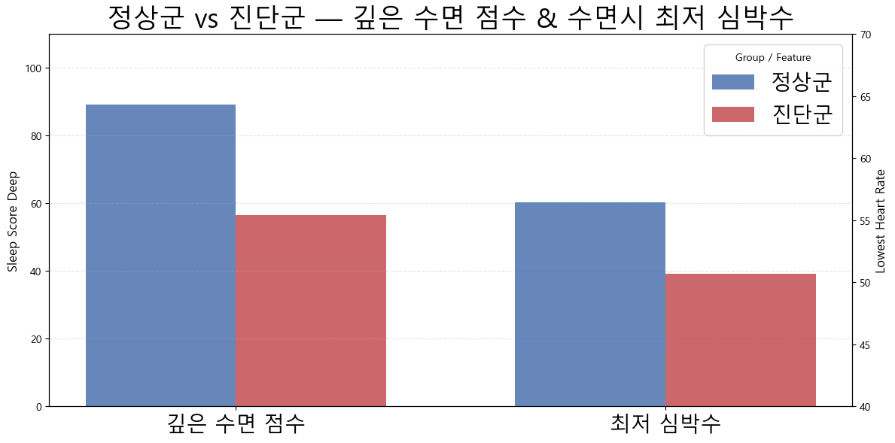 정상군 vs 진단군 — 깊은 수면 점수 & 수면시 최저 심박수
Group / Feature
정상군
진단군
Sleep Score Deep
100
80
60
40
20
0
Lowest Heart Rate
70
65
60
55
50
45
40
깊은 수면 점수
최저 심박수